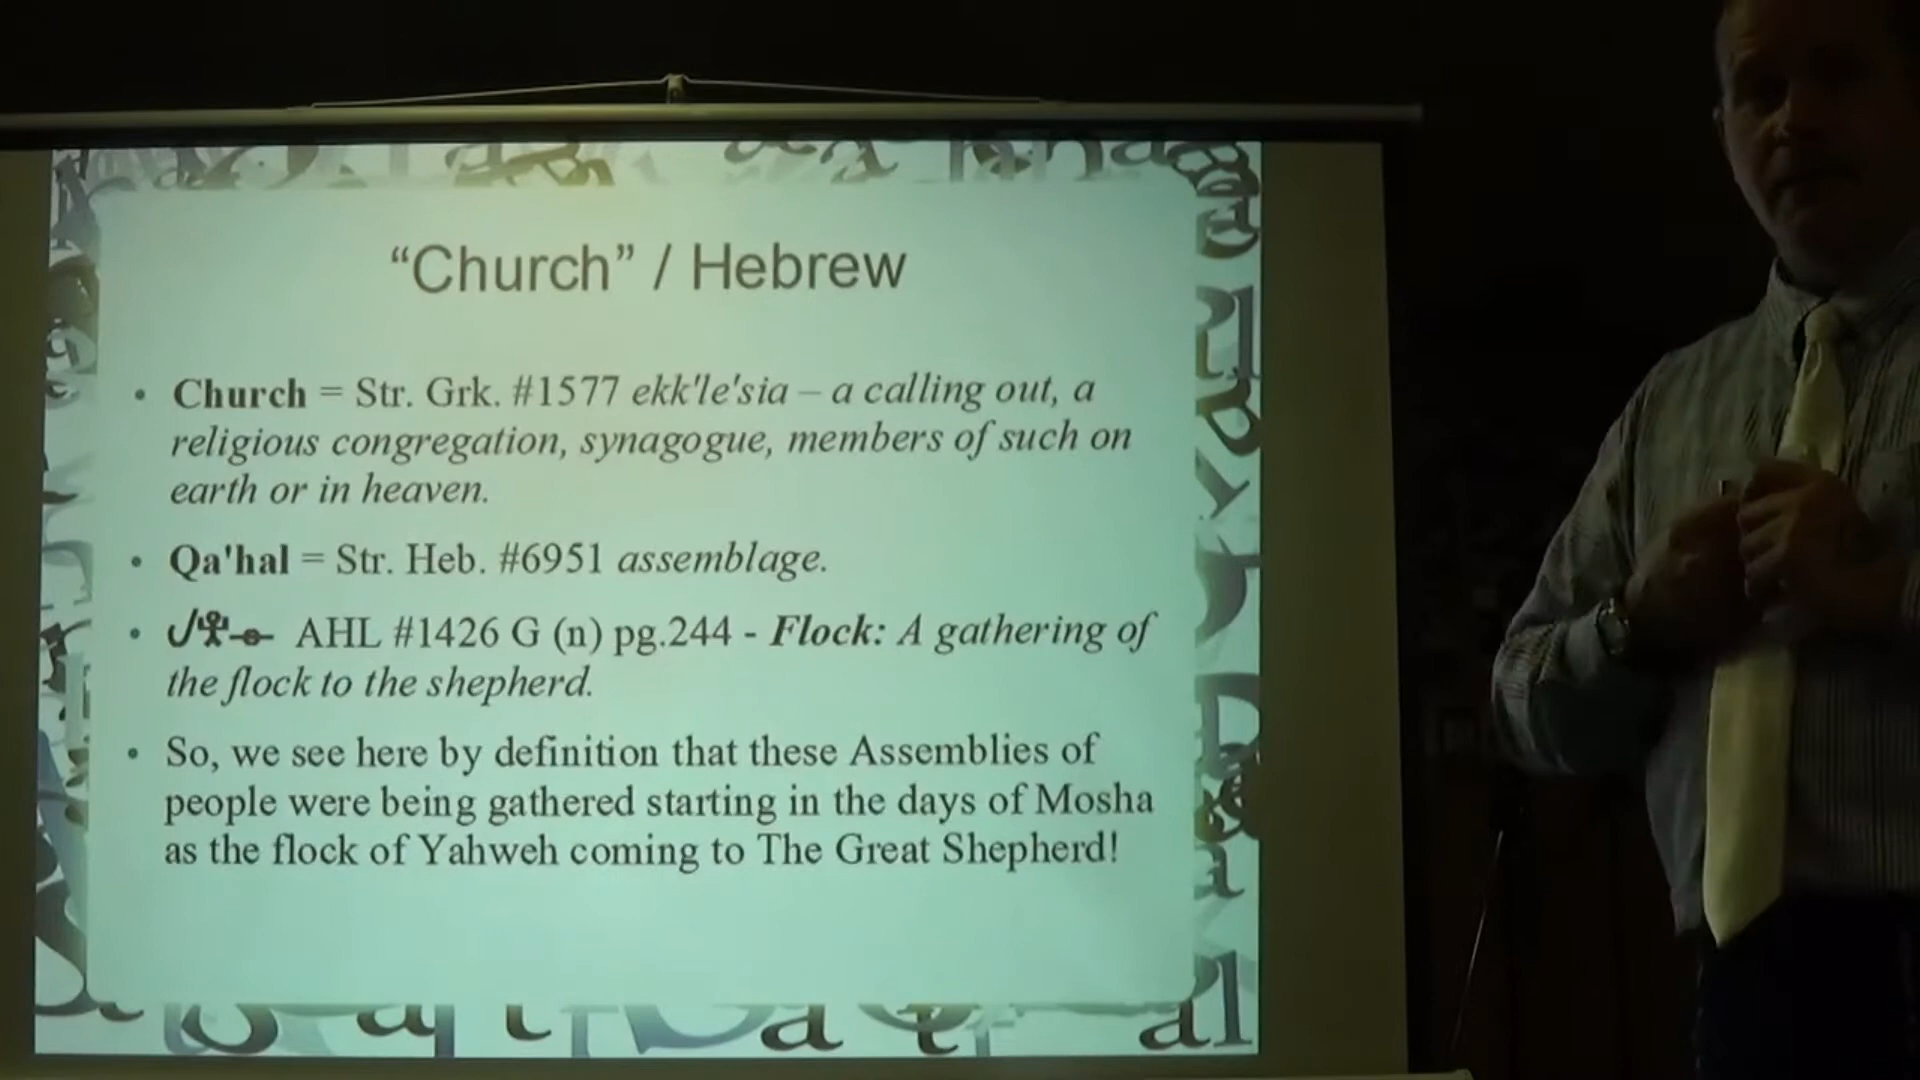 “Church” / Hebrew
• Church = Str. Grk. #1577 ekk'le'sia – a calling out, a
religious congregation, synagogue, members of such on
earth or in heaven.
• Qa'hal = Str. Heb. #6951 assemblage.
• AHL #1426 G (n) pg.244 - Flock: A gathering of
the flock to the shepherd.
• So, we see here by definition that these Assemblies of
people were being gathered starting in the days of Mosha
as the flock of Yahweh coming to The Great Shepherd!